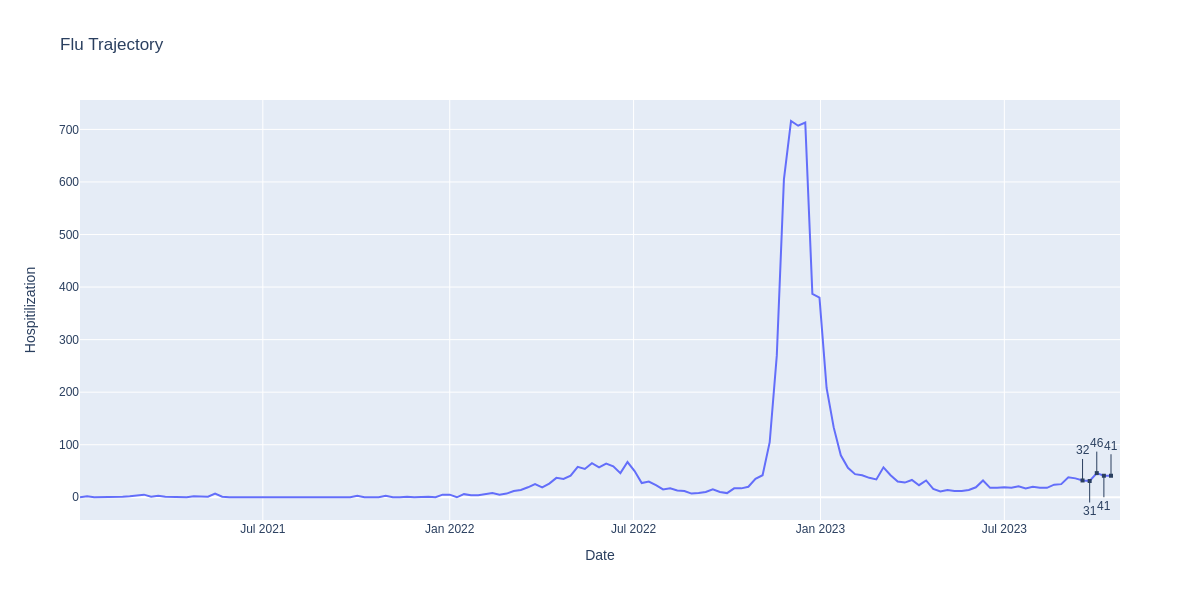 Flu Trajectory
Hospitilization
700
600
500
400
300
200
100
0
32
46
41
31
41
Jul 2021
Jan 2022
Jul 2022
Jan 2023
Jul 2023
Date